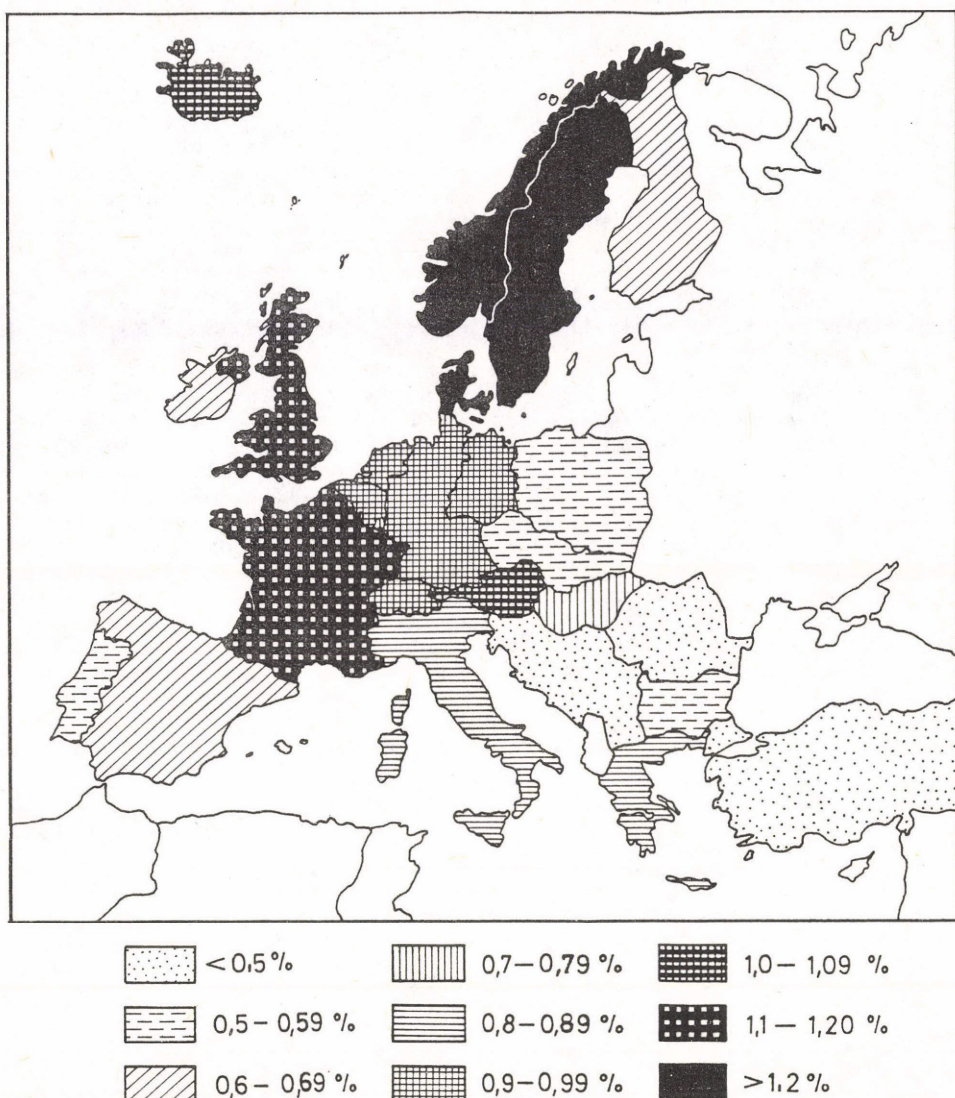 < 0,5 % 0,7 – 0,79 % 1,0 – 1,09 %
0,5 – 0,59 % 0,8 – 0,89 % 1,1 – 1,20 %
0,6 – 0,69 % 0,9 – 0,99 % > 1,2 %